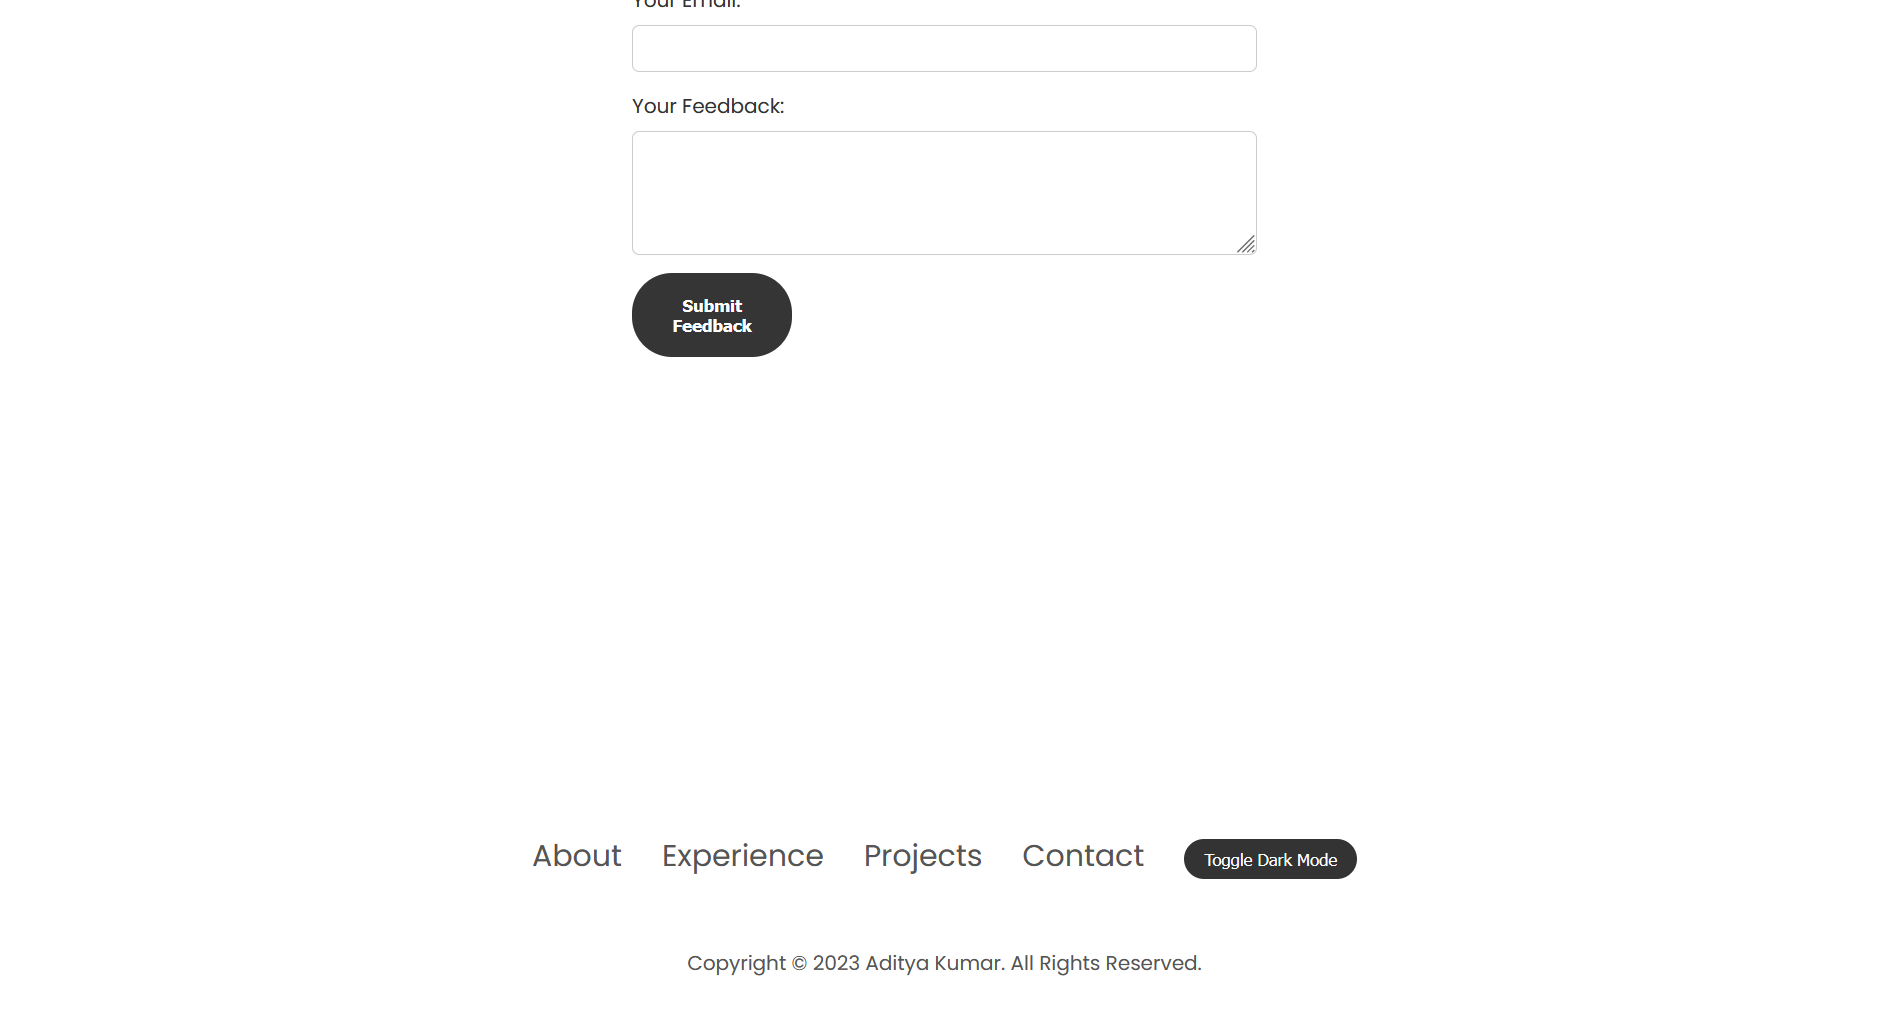 Your Email:
Your Feedback:
Submit
Feedback
About Experience Projects Contact Toggle Dark Mode
Copyright © 2023 Aditya Kumar. All Rights Reserved.